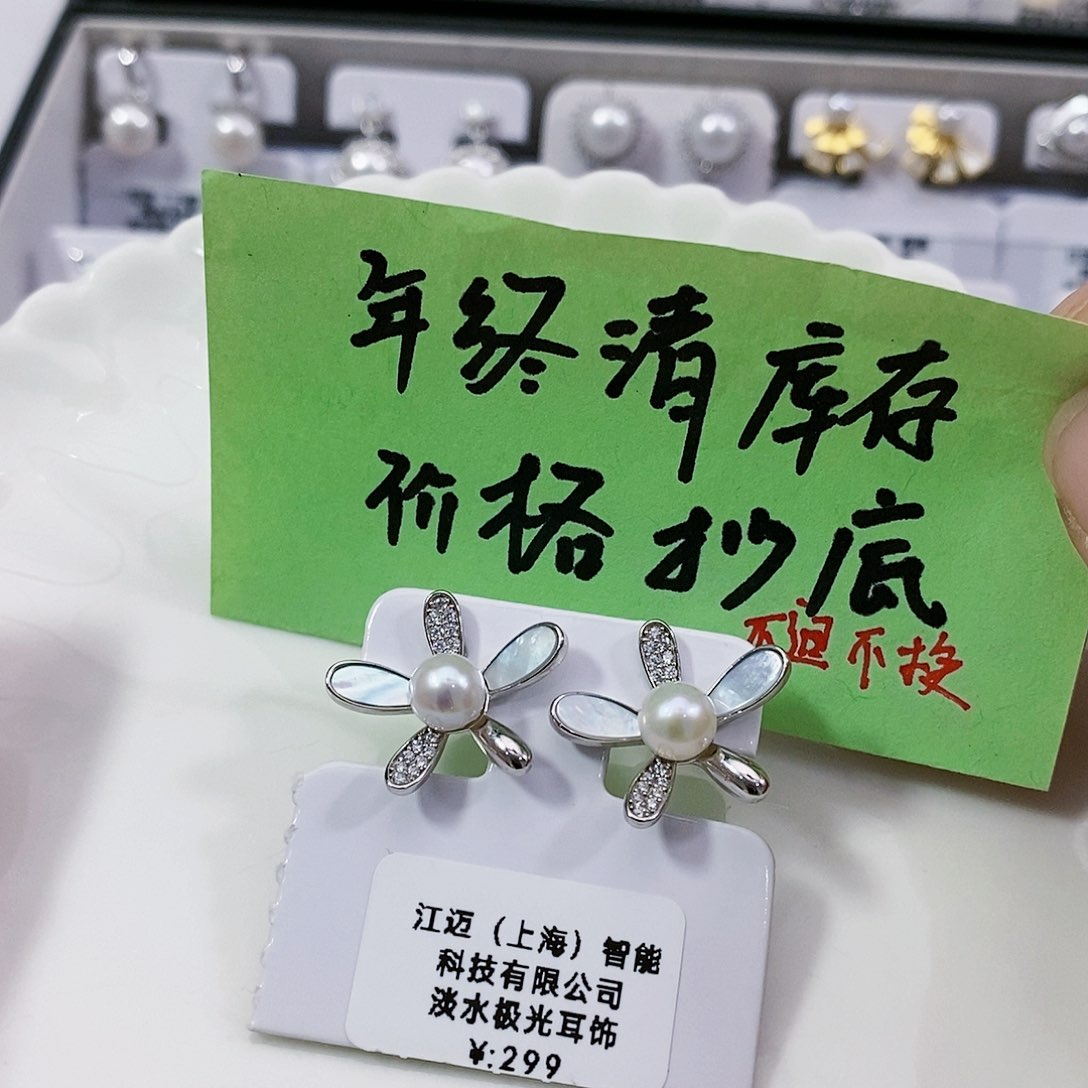 年终清库存
价格抄底
不退不换
江迈（上海）智能
科技有限公司
淡水极光耳饰
¥:299